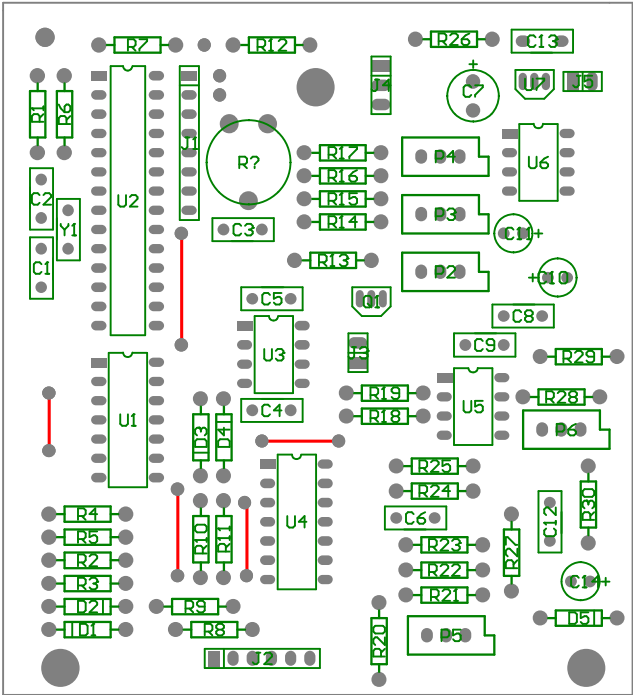 R7
R12
R26
C13
+
J4
C7
U7
J5
R1
R6
J1
U2
R?
R17
R16
R15
R14
P4
U6
C2
Y1
C3
P3
C11+
C1
R13
P2
+C10
C5
Q1
C8
U3
J3
C9
R29
U1
C4
R19
R18
U5
R28
P6
D3
D4
R25
R24
R4
R5
R2
R3
D2
D1
R10
R11
U4
C6
R23
R22
R21
R27
C12
R30
C14+
R9
R8
J2
R20
P5
D5